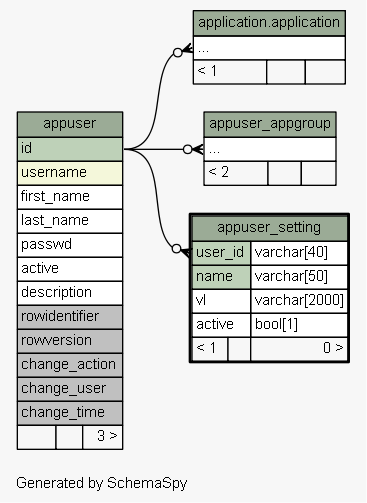 application.application
...
< 1
appuser
id
username
first_name
last_name
passwd
active
description
rowidentifier
rowversion
change_action
change_user
change_time
3 >
appuser_appgroup
...
< 2
appuser_setting
user_id varchar[40]
name varchar[50]
vl varchar[2000]
active bool[1]
< 1 0 >
Generated by SchemaSpy